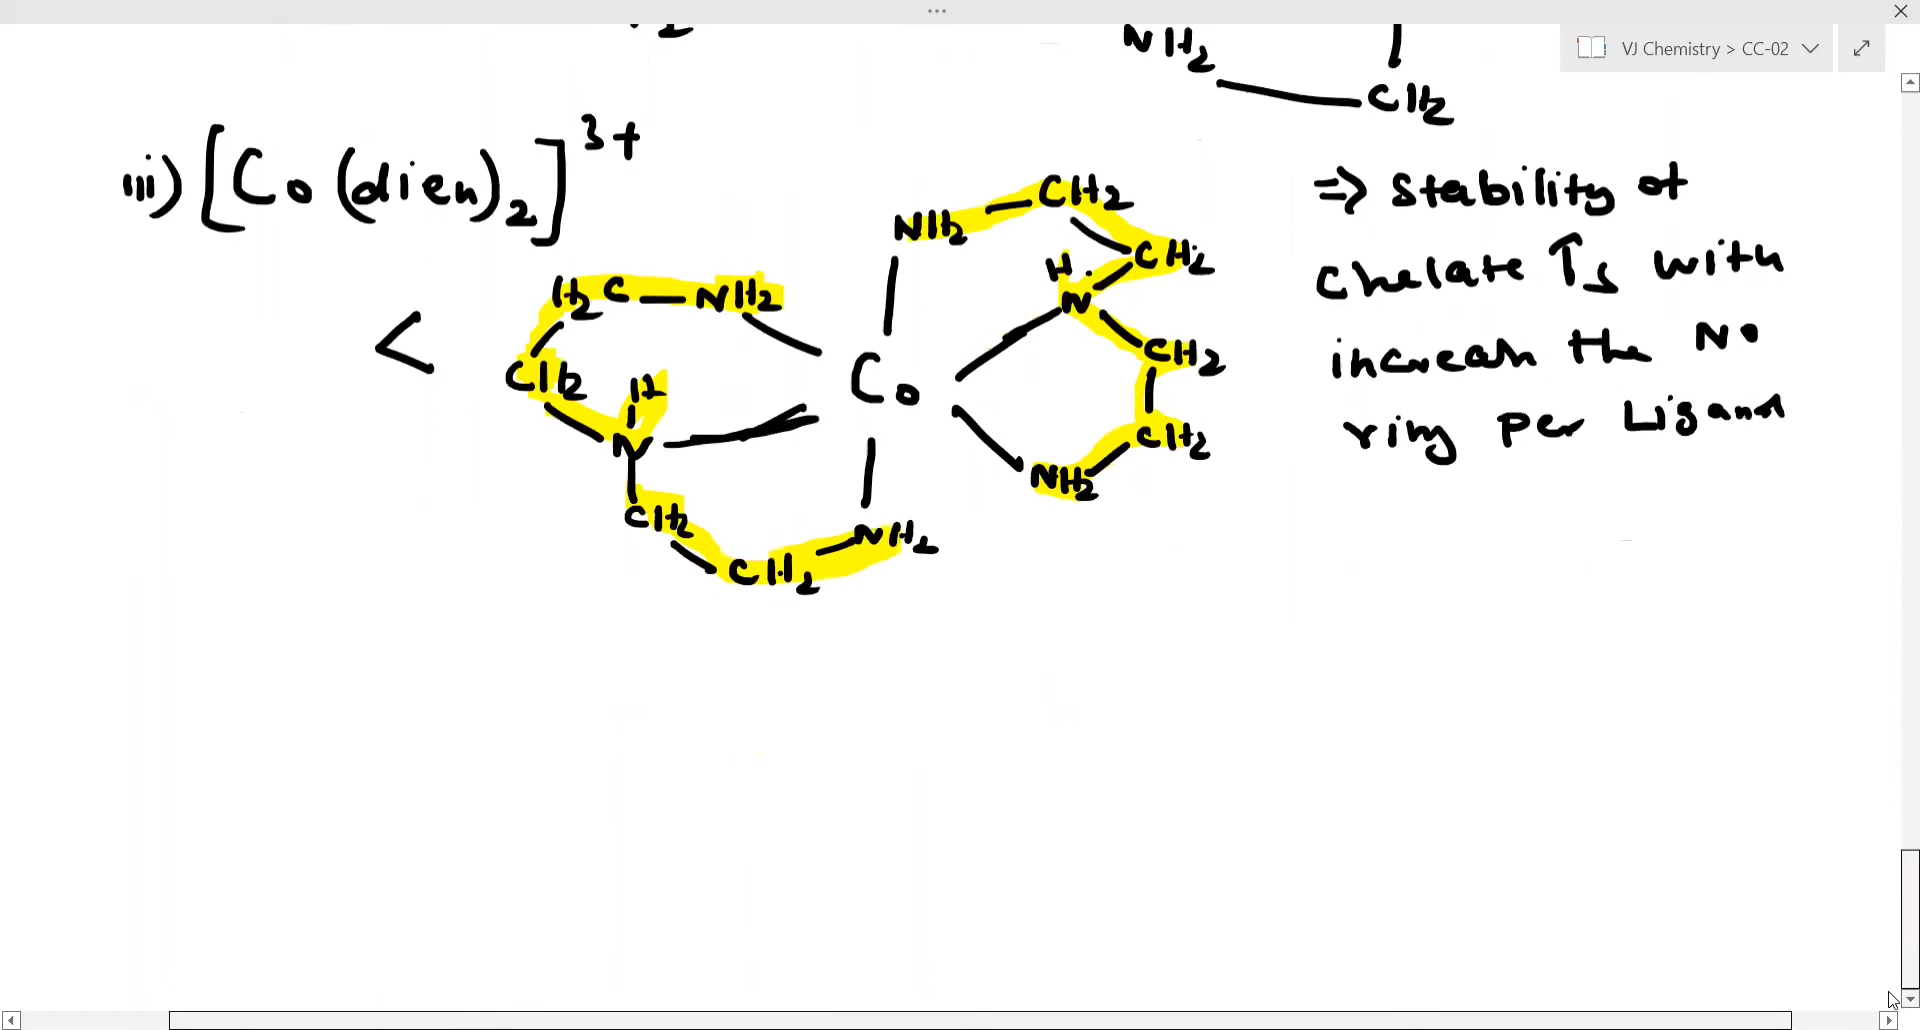 VJ Chemistry > CC-02
NH2
CH2
iii) [Co(dien)2]3+
NH2 — CH2
CH2
H
N
CH2
CH2
NH2
<
H2C — NH2
CH2
H
N
Co
CH2
CH2 — NH2
=> Stability of
chelate ↑s with
increase the No
ring per Ligand